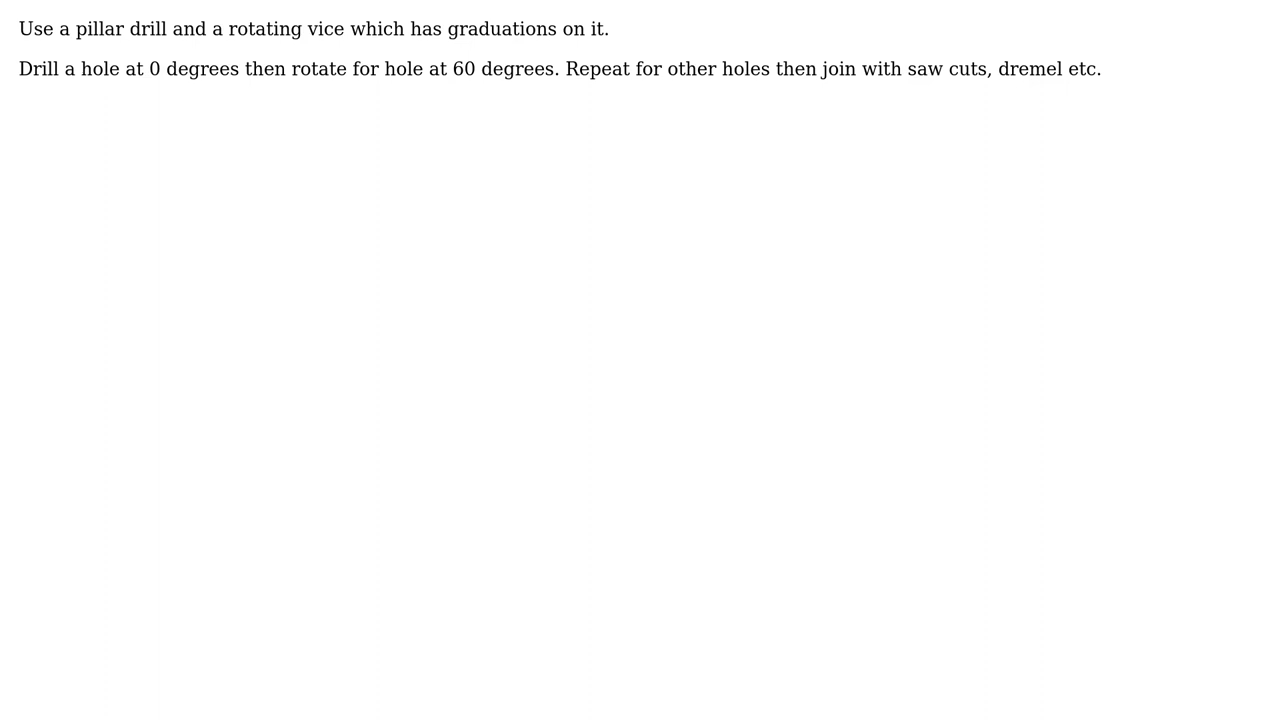 Use a pillar drill and a rotating vice which has graduations on it.
Drill a hole at 0 degrees then rotate for hole at 60 degrees. Repeat for other holes then join with saw cuts, dremel etc.